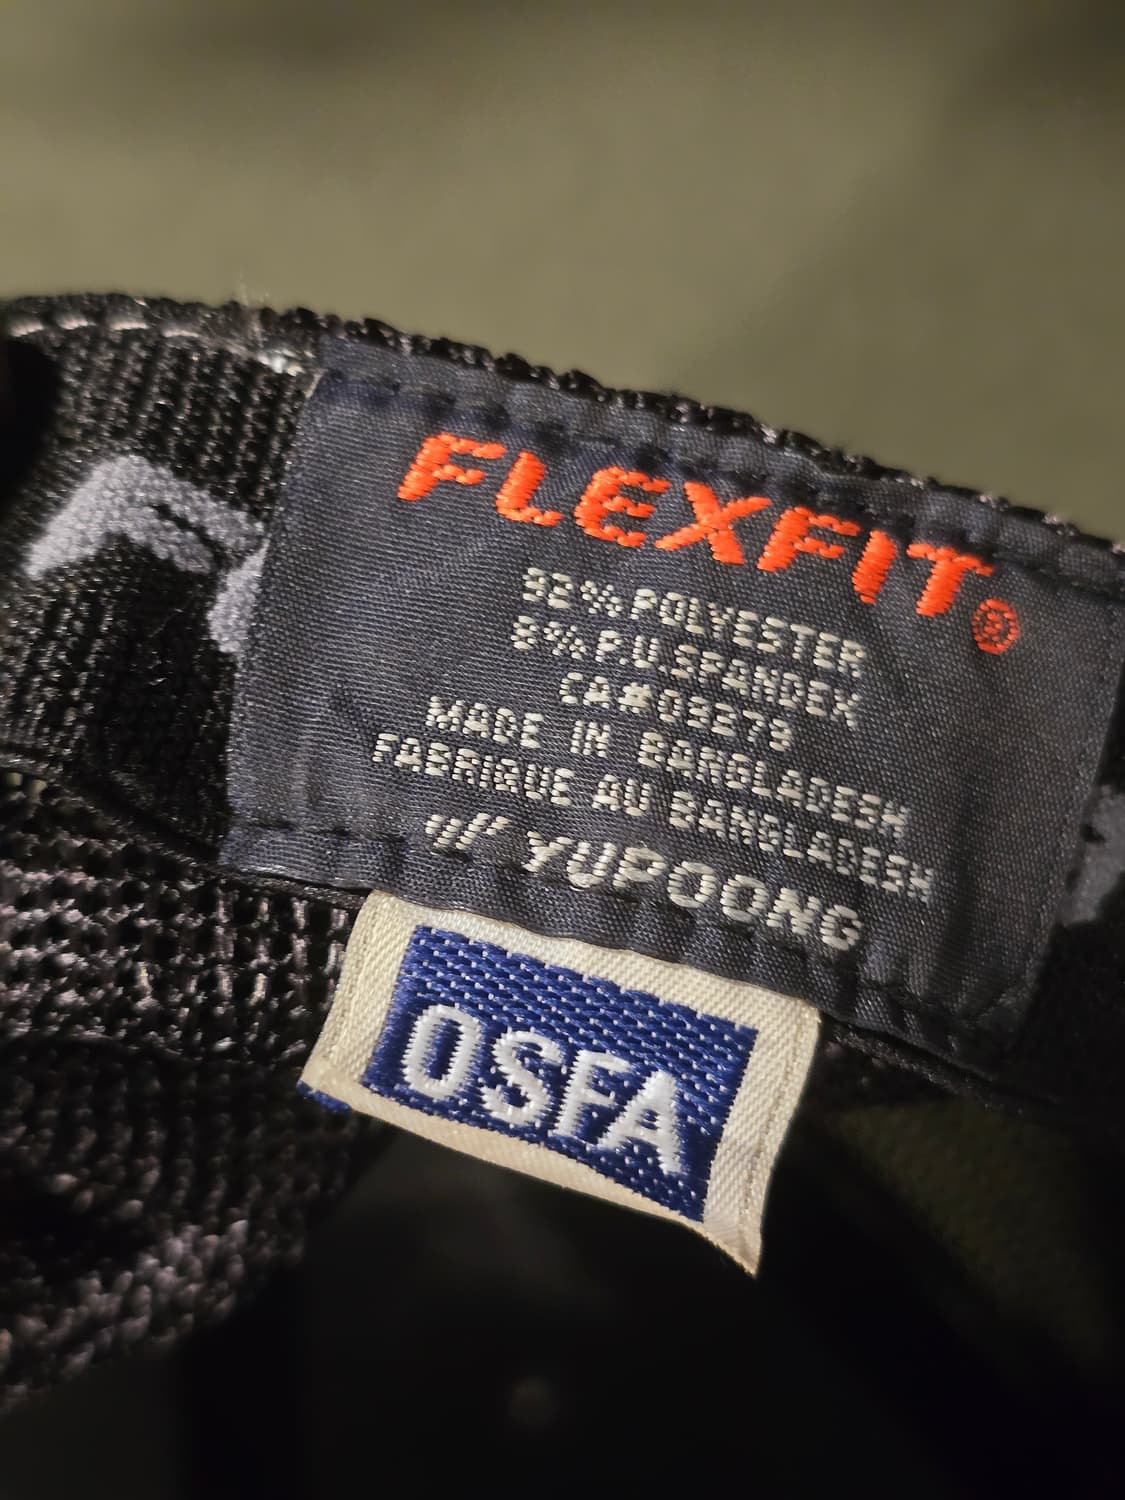 FLEXFIT®
92%POLYESTER
8%P.U.SPANDEX
CA#09273
MADE IN BANGLADESH
FABRIQUE AU BANGLADESH
YUPOONG
OSFA